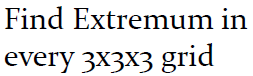 Find Extremum in
every 3x3x3 grid